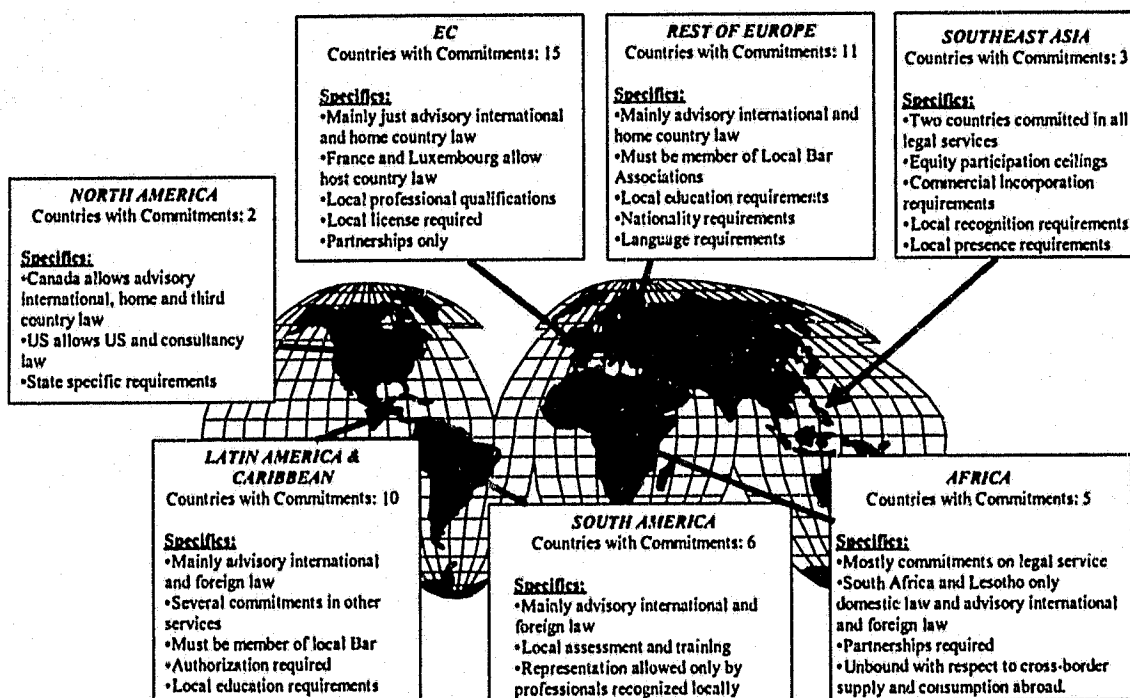 EC
Countries with Commitments: 15
Specifics:
•Mainly just advisory international
and home country law
•France and Luxembourg allow
host country law
•Local professional qualifications
•Local license required
•Partnerships only
REST OF EUROPE
Countries with Commitments: 11
Specifics:
•Mainly advisory international and
home country law
•Must be member of Local Bar
Associations
•Local education requirements
•Nationality requirements
•Language requirements
SOUTHEAST ASIA
Countries with Commitments: 3
Specifics:
•Two countries committed in all
legal services
•Equity participation ceilings
•Commercial Incorporation
requirements
•Local recognition requirements
•Local presence requirements
NORTH AMERICA
Countries with Commitments: 2
Specifics:
•Canada allows advisory
international, home and third
country law
•US allows US and consultancy
law
•State specific requirements
LATIN AMERICA &
CARIBBEAN
Countries with Commitments: 10
Specifics:
•Mainly advisory international
and foreign law
•Several commitments in other
services
•Must be member of local Bar
•Authorization required
•Local education requirements
SOUTH AMERICA
Countries with Commitments: 6
Specifics:
•Mainly advisory international and
foreign law
•Local assessment and training
•Representation allowed only by
professionals recognized locally
AFRICA
Countries with Commitments: 5
Specifics:
•Mostly commitments on legal service
•South Africa and Lesotho only
domestic law and advisory international
and foreign law
•Partnerships required
•Unbound with respect to cross-border
supply and consumption abroad.